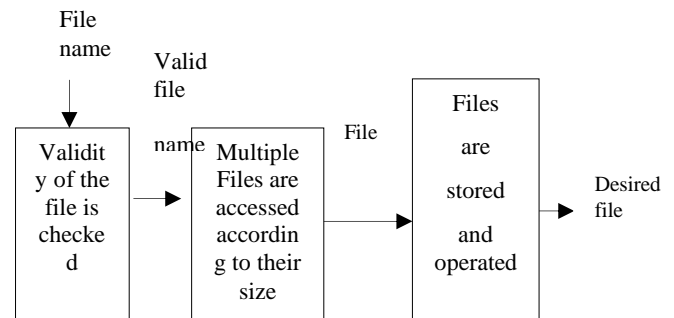 File
name
Valid
file
name
Validit
y of the
file is
checke
d
Multiple
Files are
accessed
accordin
g to their
size
File
Files
are
stored
and
operated
Desired
file